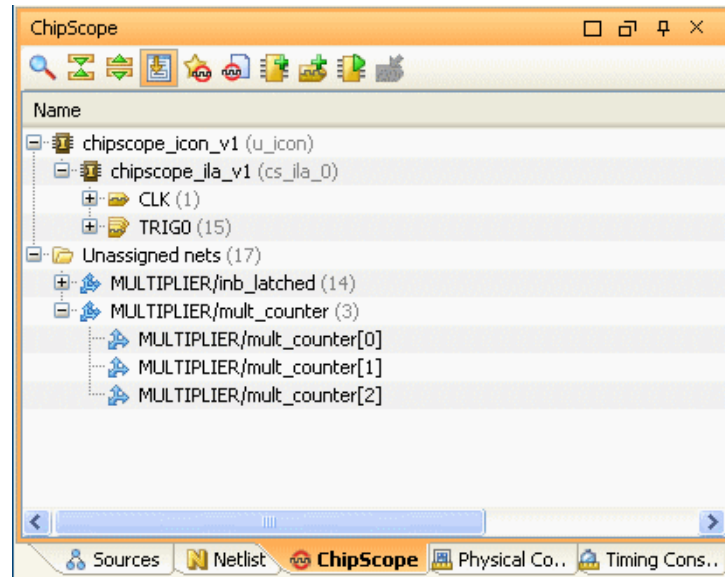 ChipScope
Name
chipscope_icon_v1 (u_icon)
chipscope_ila_v1 (cs_ila_0)
CLK (1)
TRIG0 (15)
Unassigned nets (17)
MULTIPLIER/inb_latched (14)
MULTIPLIER/mult_counter (3)
MULTIPLIER/mult_counter[0]
MULTIPLIER/mult_counter[1]
MULTIPLIER/mult_counter[2]
Sources Netlist ChipScope Physical Co.. Timing Cons..